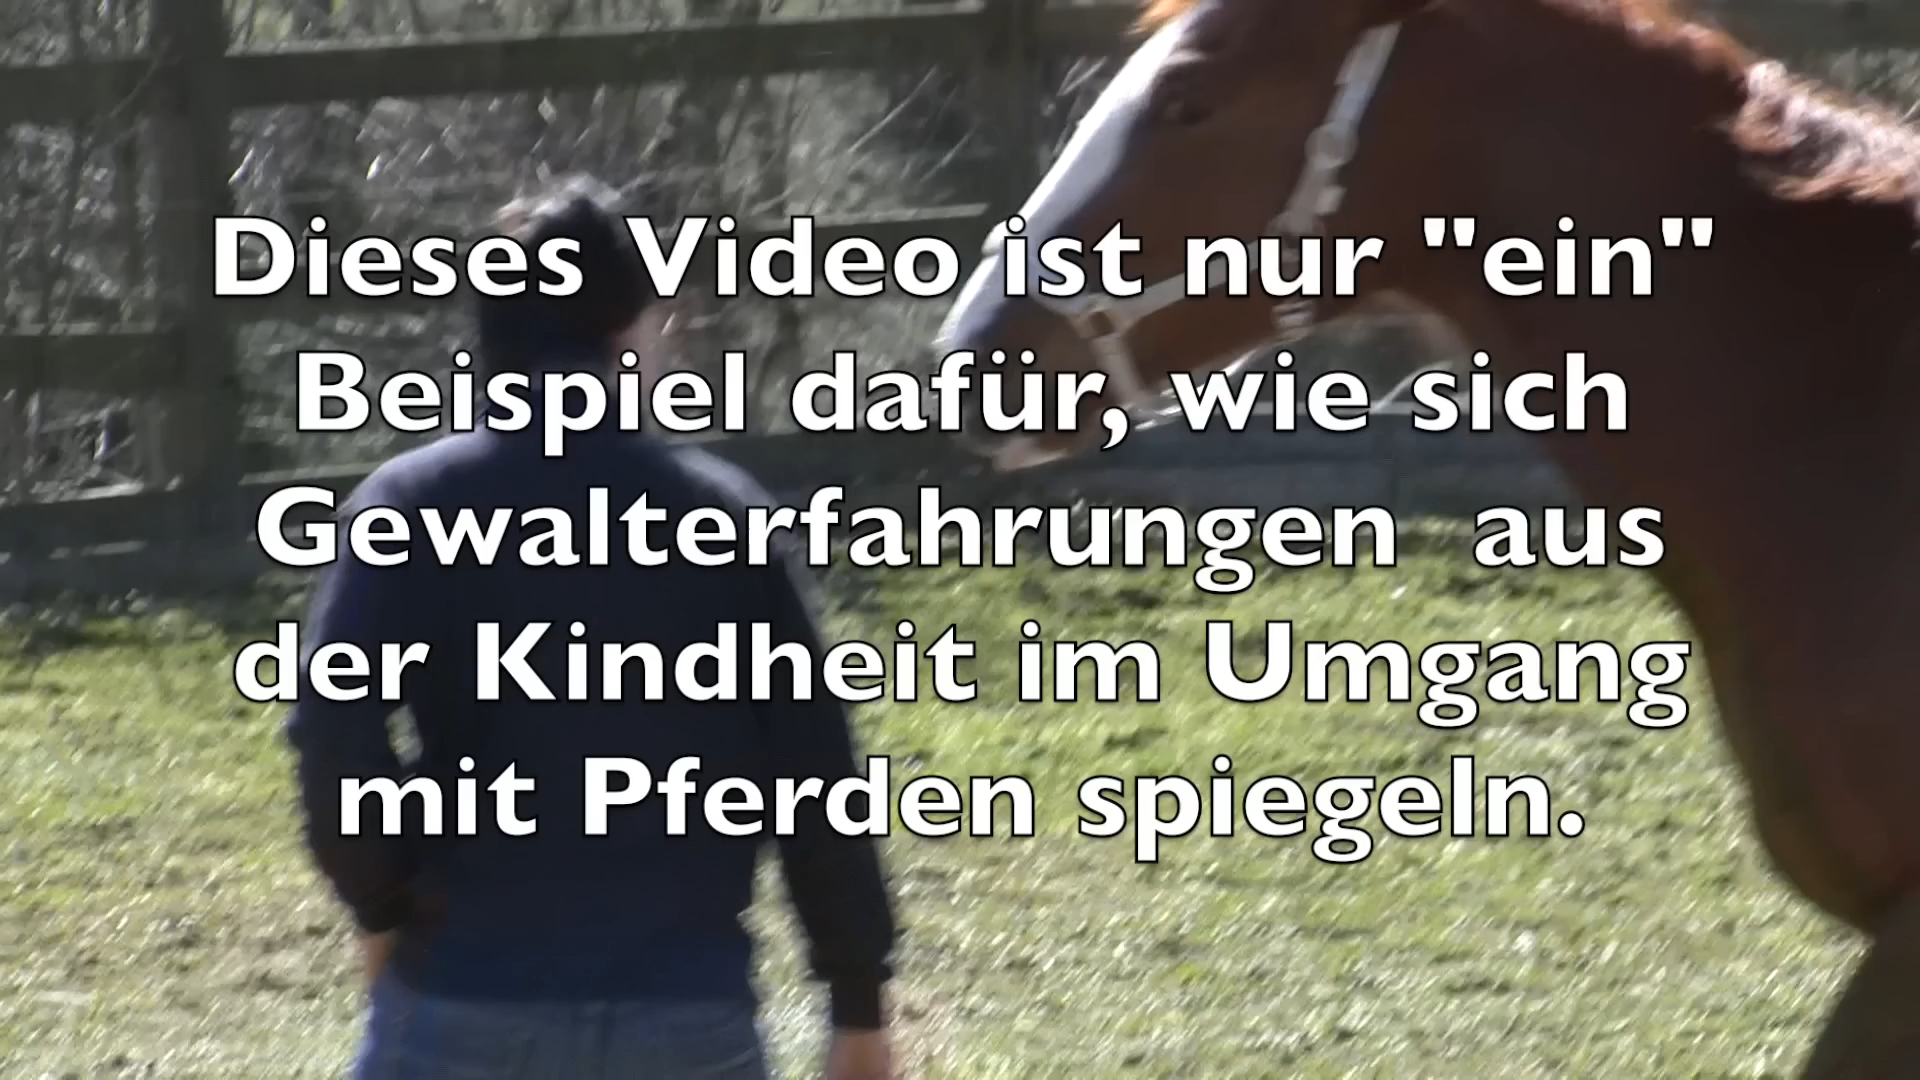 Dieses Video ist nur "ein"
Beispiel dafür, wie sich
Gewalterfahrungen  aus
der Kindheit im Umgang
mit Pferden spiegeln.